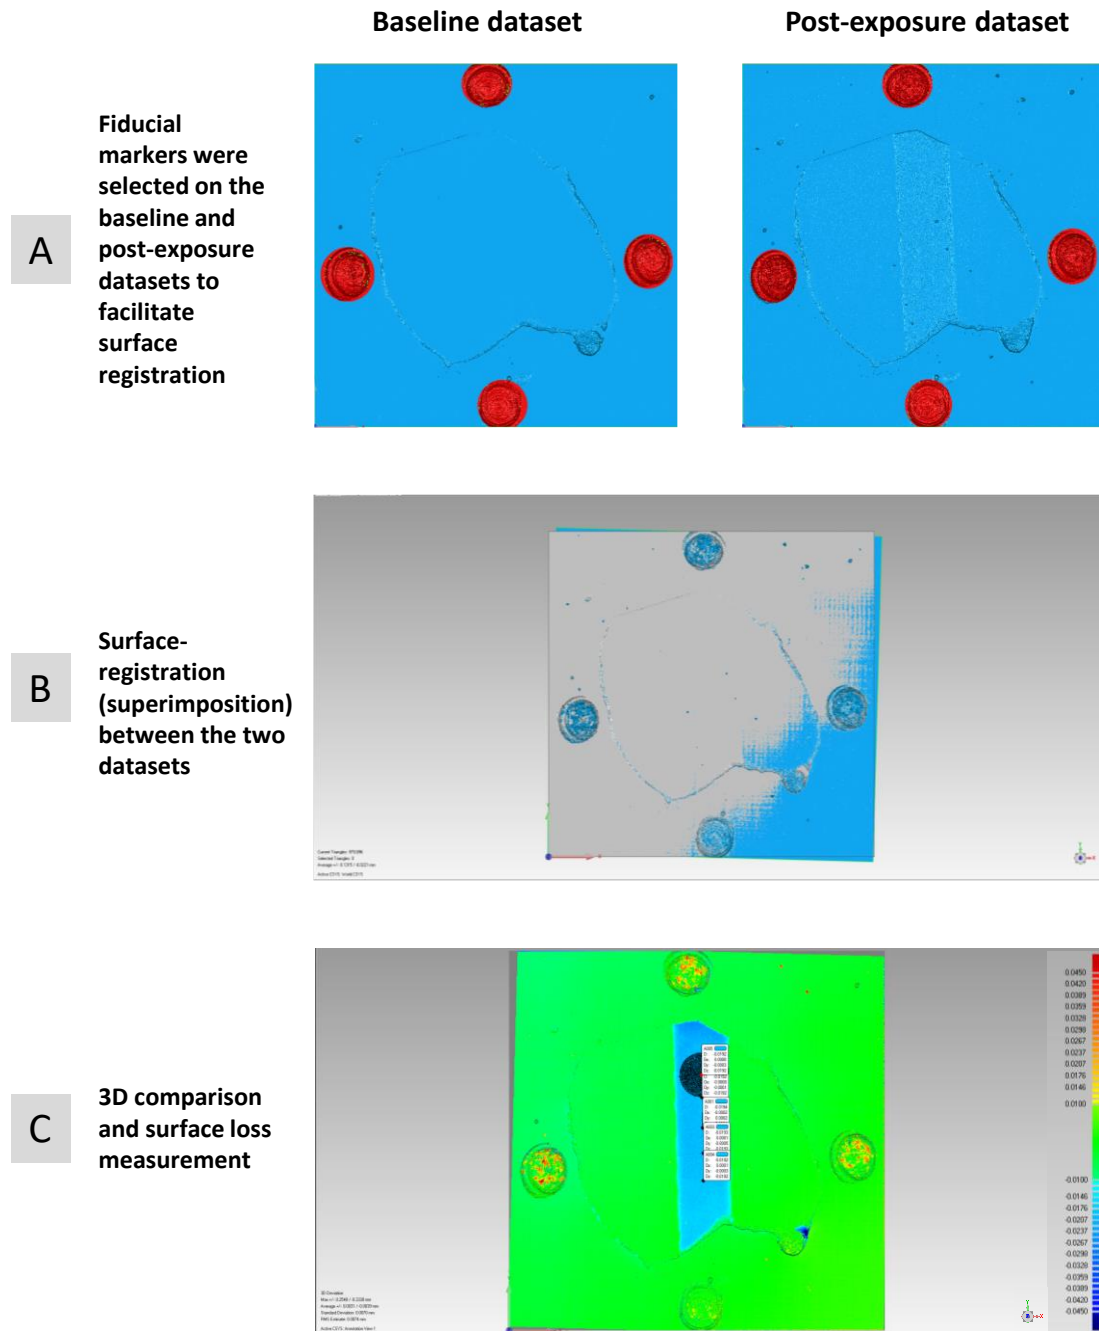 Baseline dataset
Post-exposure dataset
A
Fiducial
markers were
selected on the
baseline and
post-exposure
datasets to
facilitate
surface
registration
B
Surface-
registration
(superimposition)
between the two
datasets
C
3D comparison
and surface loss
measurement
0.0450
0.0420
0.0389
0.0359
0.0328
0.0298
0.0267
0.0237
0.0207
0.0176
0.0146
0.0100
-0.0100
-0.0146
-0.0176
-0.0207
-0.0237
-0.0267
-0.0298
-0.0328
-0.0359
-0.0389
-0.0420
-0.0450
3D Deviation